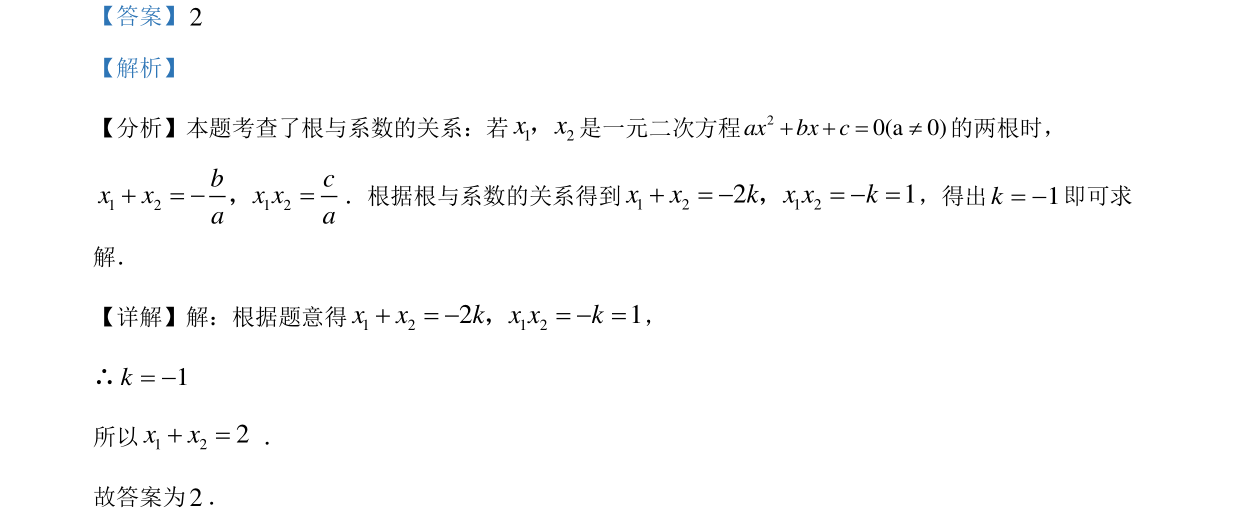 【答案】2
【解析】
【分析】本题考查了根与系数的关系：若 x₁，x₂ 是一元二次方程 ax²+bx+c=0(a≠0) 的两根时，
x₁+x₂=-b/a，x₁x₂=c/a．根据根与系数的关系得到 x₁+x₂=-2k，x₁x₂=-k=1，得出 k=-1 即可求
解．
【详解】解：根据题意得 x₁+x₂=-2k，x₁x₂=-k=1，
∴k=-1
所以 x₁+x₂=2．
故答案为 2．